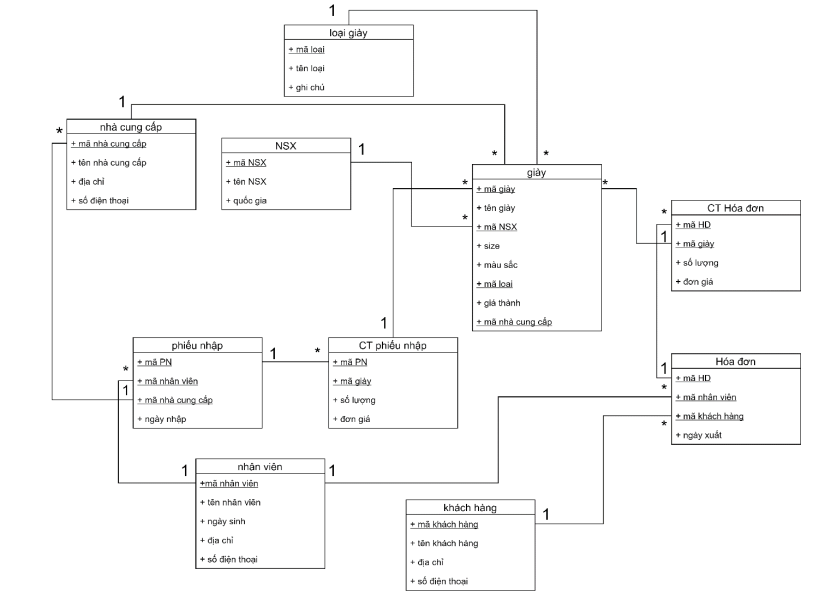 1
loại giày
+ mã loại
+ tên loại
+ ghi chú
1
nhà cung cấp
*
+ mã nhà cung cấp
+ tên nhà cung cấp
+ địa chỉ
+ số điện thoại
NSX
1
+ mã NSX
+ tên NSX
+ quốc gia
*
*
giày
*
+ mã giày
*
+ tên giày
*
+ mã NSX
+ size
+ màu sắc
+ mã loại
+ giá thành
+ mã nhà cung cấp
CT Hóa đơn
*
+ mã HD
1
+ mã giày
+ số lượng
+ đơn giá
1
phiếu nhập
1
*
+ mã PN
*
+ mã nhân viên
1
+ mã nhà cung cấp
+ ngày nhập
CT phiếu nhập
+ mã PN
+ mã giày
+ số lượng
+ đơn giá
Hóa đơn
1
+ mã HD
*
+ mã nhân viên
+ mã khách hàng
*
+ ngày xuất
nhận viên
1
1
+mã nhân viên
+ tên nhân viên
+ ngày sinh
+ địa chỉ
+ số điện thoại
khách hàng
1
+ mã khách hàng
+ tên khách hàng
+ địa chỉ
+ số điện thoại